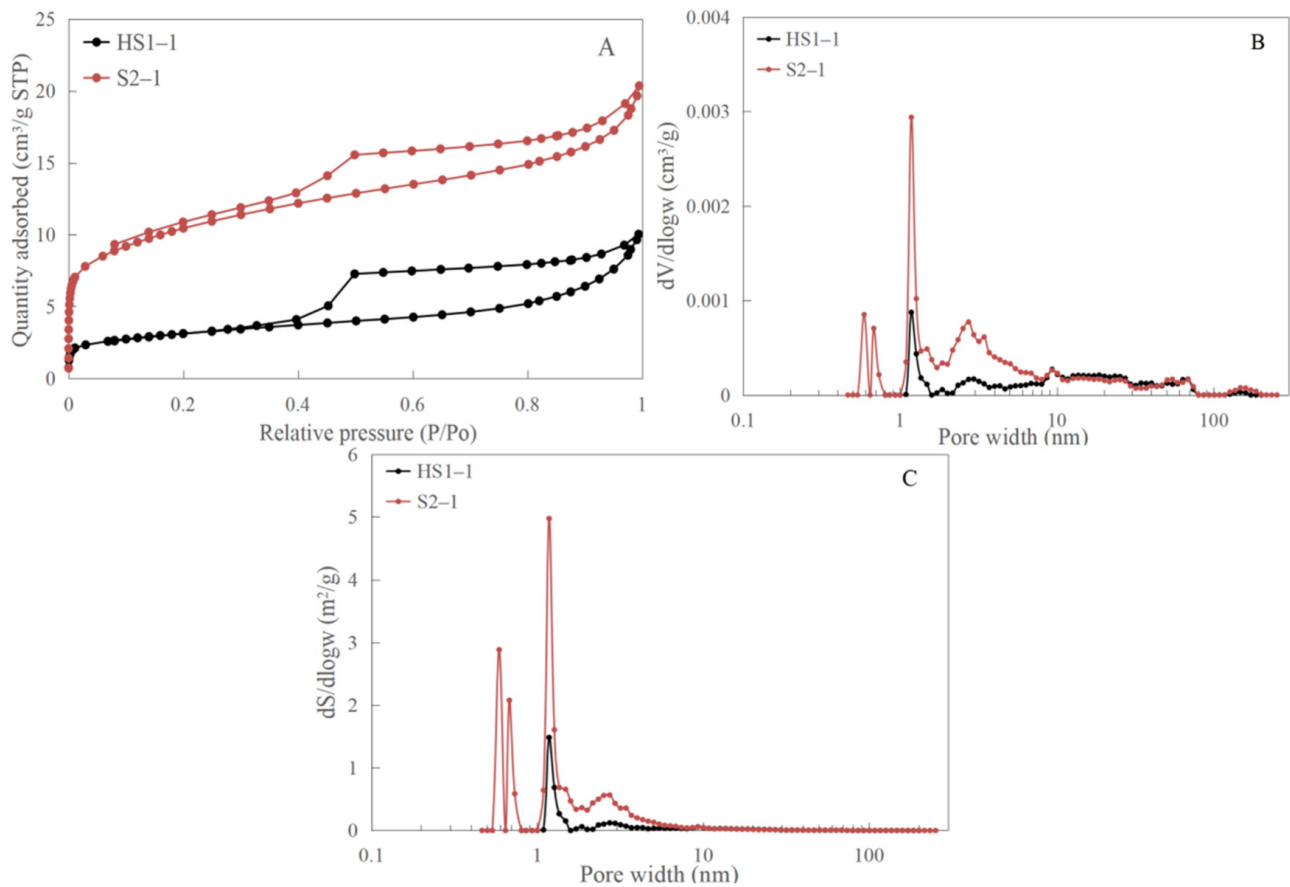 A
HS1–1
S2–1
Quantity adsorbed (cm³/g STP)
25
20
15
10
5
0
0 0.2 0.4 0.6 0.8 1
Relative pressure (P/Po)
B
HS1–1
S2–1
dV/dlogw (cm³/g)
0.004
0.003
0.002
0.001
0.000
0.1 1 10 100
Pore width (nm)
C
HS1–1
S2–1
dS/dlogw (m²/g)
6
5
4
3
2
1
0
0.1 1 10 100
Pore width (nm)